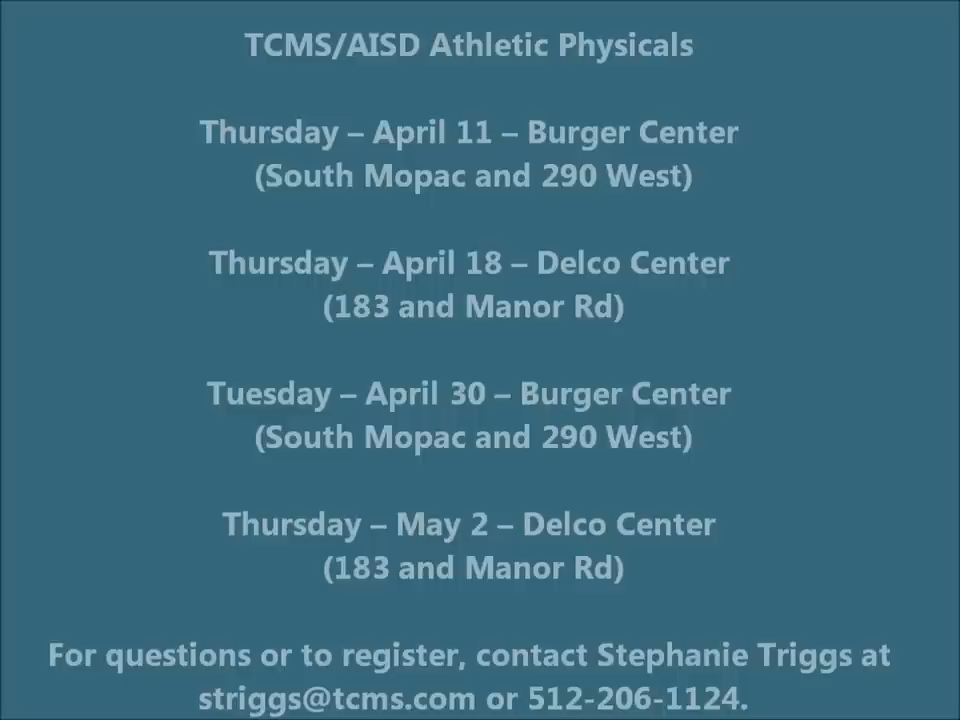 TCMS/AISD Athletic Physicals
Thursday – April 11 – Burger Center
(South Mopac and 290 West)
Thursday – April 18 – Delco Center
(183 and Manor Rd)
Tuesday – April 30 – Burger Center
(South Mopac and 290 West)
Thursday – May 2 – Delco Center
(183 and Manor Rd)
For questions or to register, contact Stephanie Triggs at
striggs@tcms.com or 512-206-1124.